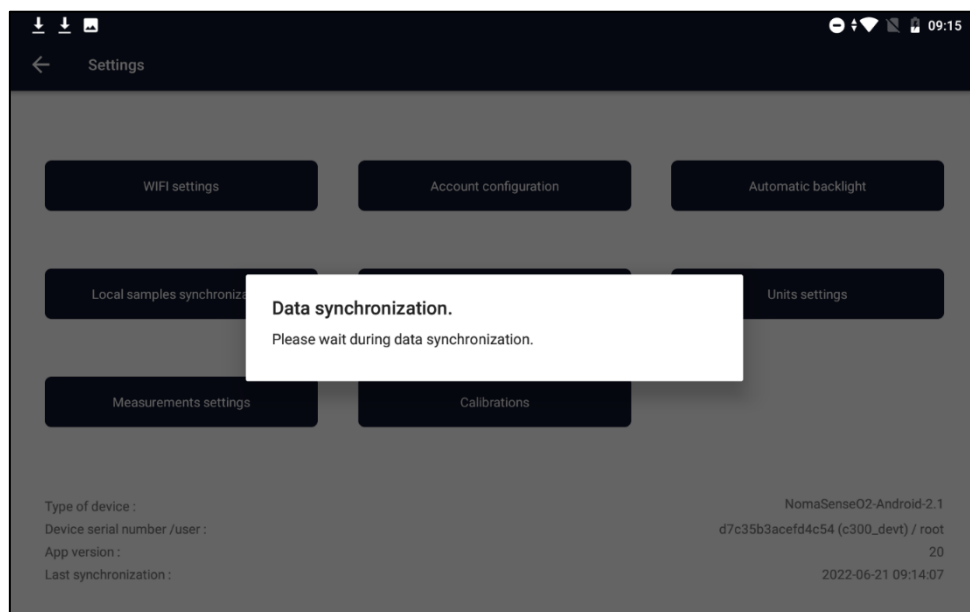 09:15
Settings
WIFI settings
Account configuration
Automatic backlight
Local samples synchroniza
Units settings
Data synchronization.
Please wait during data synchronization.
Measurements settings
Calibrations
Type of device :
NomaSenseO2-Android-2.1
Device serial number /user :
d7c35b3acefd4c54 (c300_devt) / root
App version :
20
Last synchronization :
2022-06-21 09:14:07